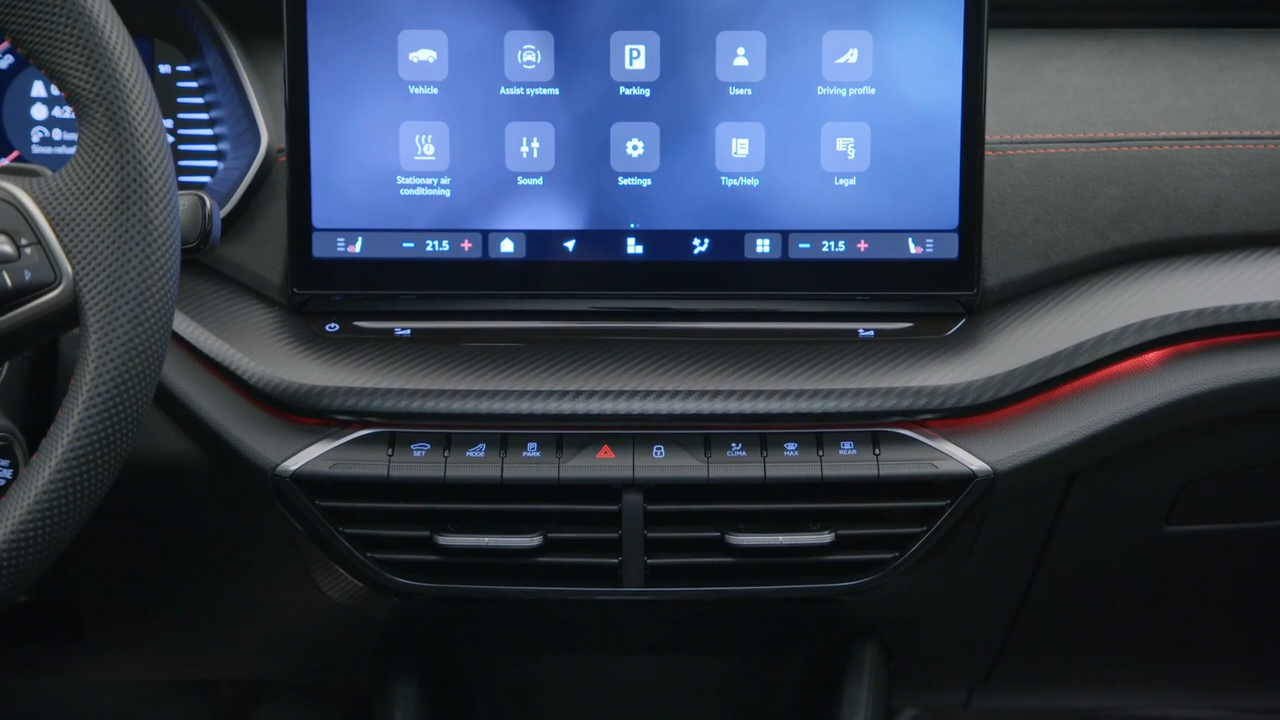 Vehicle
Assist systems
Parking
Users
Driving profile
Stationary air
conditioning
Sound
Settings
Tips/Help
Legal
21.5
21.5
SET
MODE
PARK
CLIMA
MAX
REAR